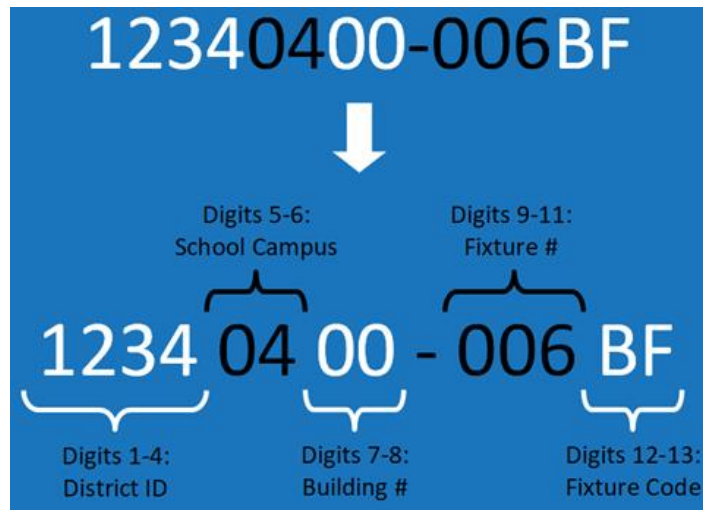 12340400-006BF
Digits 5-6:
School Campus
Digits 9-11:
Fixture #
1234 04 00 - 006 BF
Digits 1-4:
District ID
Digits 7-8:
Building #
Digits 12-13:
Fixture Code